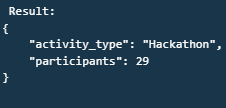 Result:
{
    "activity_type": "Hackathon",
    "participants": 29
}